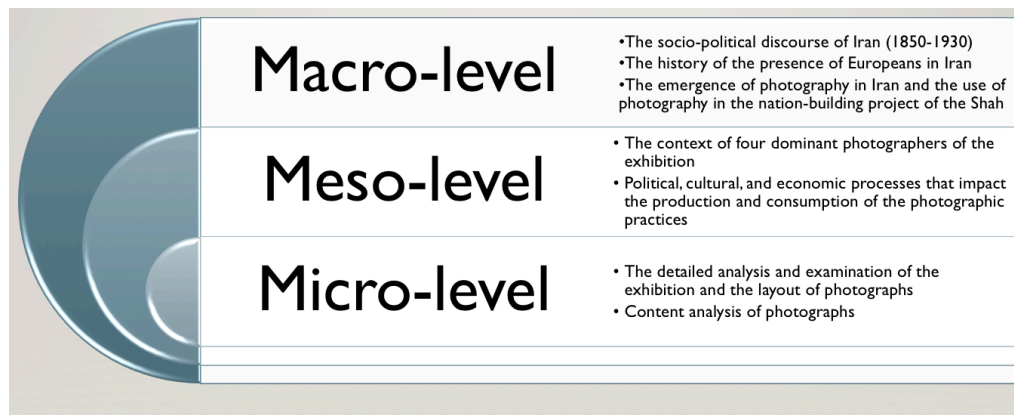 Macro-level
•The socio-political discourse of Iran (1850-1930)
•The history of the presence of Europeans in Iran
•The emergence of photography in Iran and the use of
photography in the nation-building project of the Shah
Meso-level
• The context of four dominant photographers of the
exhibition
• Political, cultural, and economic processes that impact
the production and consumption of the photographic
practices
Micro-level
• The detailed analysis and examination of the
exhibition and the layout of photographs
• Content analysis of photographs